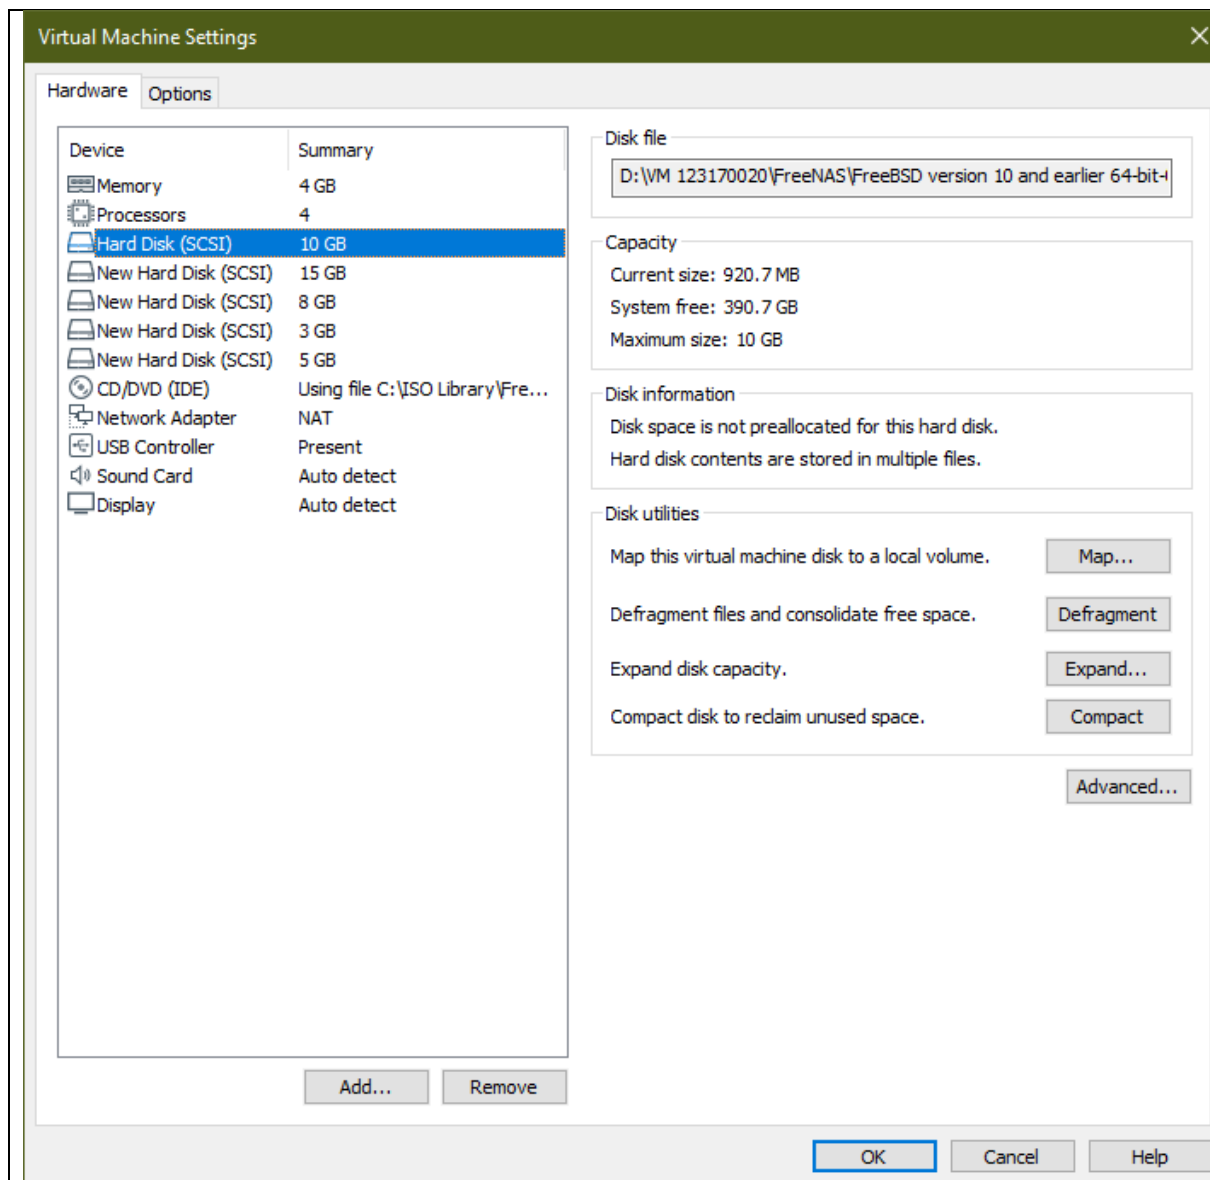 Virtual Machine Settings
Hardware Options
Device Summary
Memory 4 GB
Processors 4
Hard Disk (SCSI) 10 GB
New Hard Disk (SCSI) 15 GB
New Hard Disk (SCSI) 8 GB
New Hard Disk (SCSI) 3 GB
New Hard Disk (SCSI) 5 GB
CD/DVD (IDE) Using file C:\ISO Library\Fre...
Network Adapter NAT
USB Controller Present
Sound Card Auto detect
Display Auto detect
Add... Remove
Disk file
D:\VM 123170020\FreeNAS\FreeBSD version 10 and earlier 64-bit-
Capacity
Current size: 920.7 MB
System free: 390.7 GB
Maximum size: 10 GB
Disk information
Disk space is not preallocated for this hard disk.
Hard disk contents are stored in multiple files.
Disk utilities
Map this virtual machine disk to a local volume. Map...
Defragment files and consolidate free space. Defragment
Expand disk capacity. Expand...
Compact disk to reclaim unused space. Compact
Advanced...
OK Cancel Help